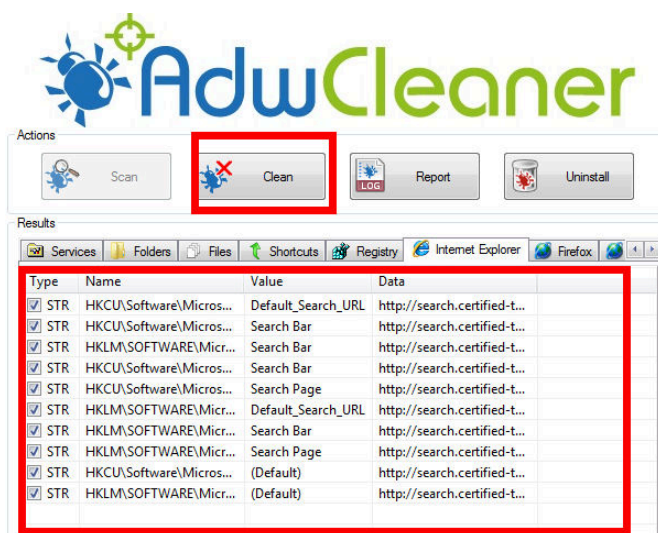 AdwCleaner
Actions
Scan Clean LOG Report Uninstall
Results
Services Folders Files Shortcuts Registry Internet Explorer Firefox
Type Name Value Data
STR HKCU\Software\Micros... Default_Search_URL http://search.certified-t...
STR HKCU\Software\Micros... Search Bar http://search.certified-t...
STR HKLM\SOFTWARE\Micr... Search Bar http://search.certified-t...
STR HKCU\Software\Micros... Search Bar http://search.certified-t...
STR HKCU\Software\Micros... Search Page http://search.certified-t...
STR HKLM\SOFTWARE\Micr... Default_Search_URL http://search.certified-t...
STR HKLM\SOFTWARE\Micr... Search Bar http://search.certified-t...
STR HKLM\SOFTWARE\Micr... Search Page http://search.certified-t...
STR HKCU\Software\Micros... (Default) http://search.certified-t...
STR HKLM\SOFTWARE\Micr... (Default) http://search.certified-t...